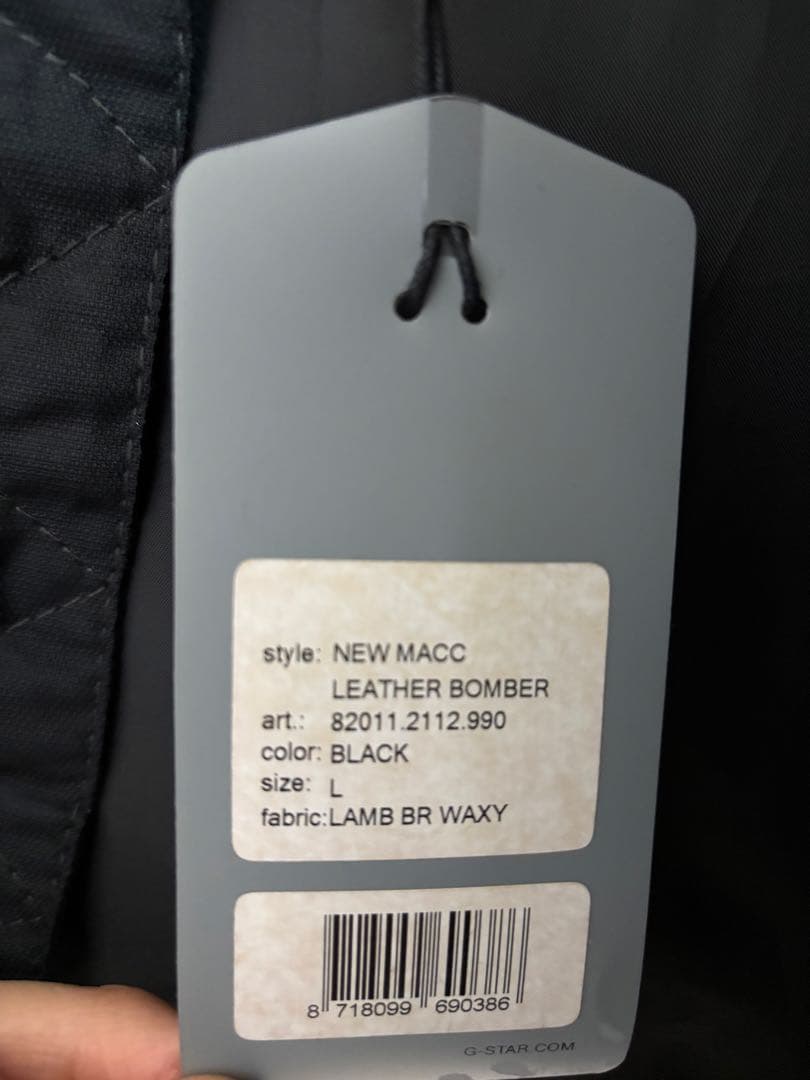 style: NEW MACC
LEATHER BOMBER
art.: 82011.2112.990
color: BLACK
size: L
fabric:LAMB BR WAXY
8 718099 690386
G-STAR.COM